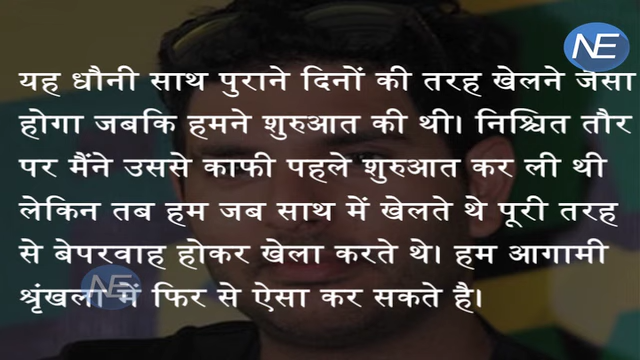 NE
यह धौनी साथ पुराने दिनों की तरह खेलने जैसा
होगा जबकि हमने शुरुआत की थी। निश्चित तौर
पर मैंने उससे काफी पहले शुरुआत कर ली थी
लेकिन तब हम जब साथ में खेलते थे पूरी तरह
से बेपरवाह होकर खेला करते थे। हम आगामी
श्रृंखला में फिर से ऐसा कर सकते है।
NE